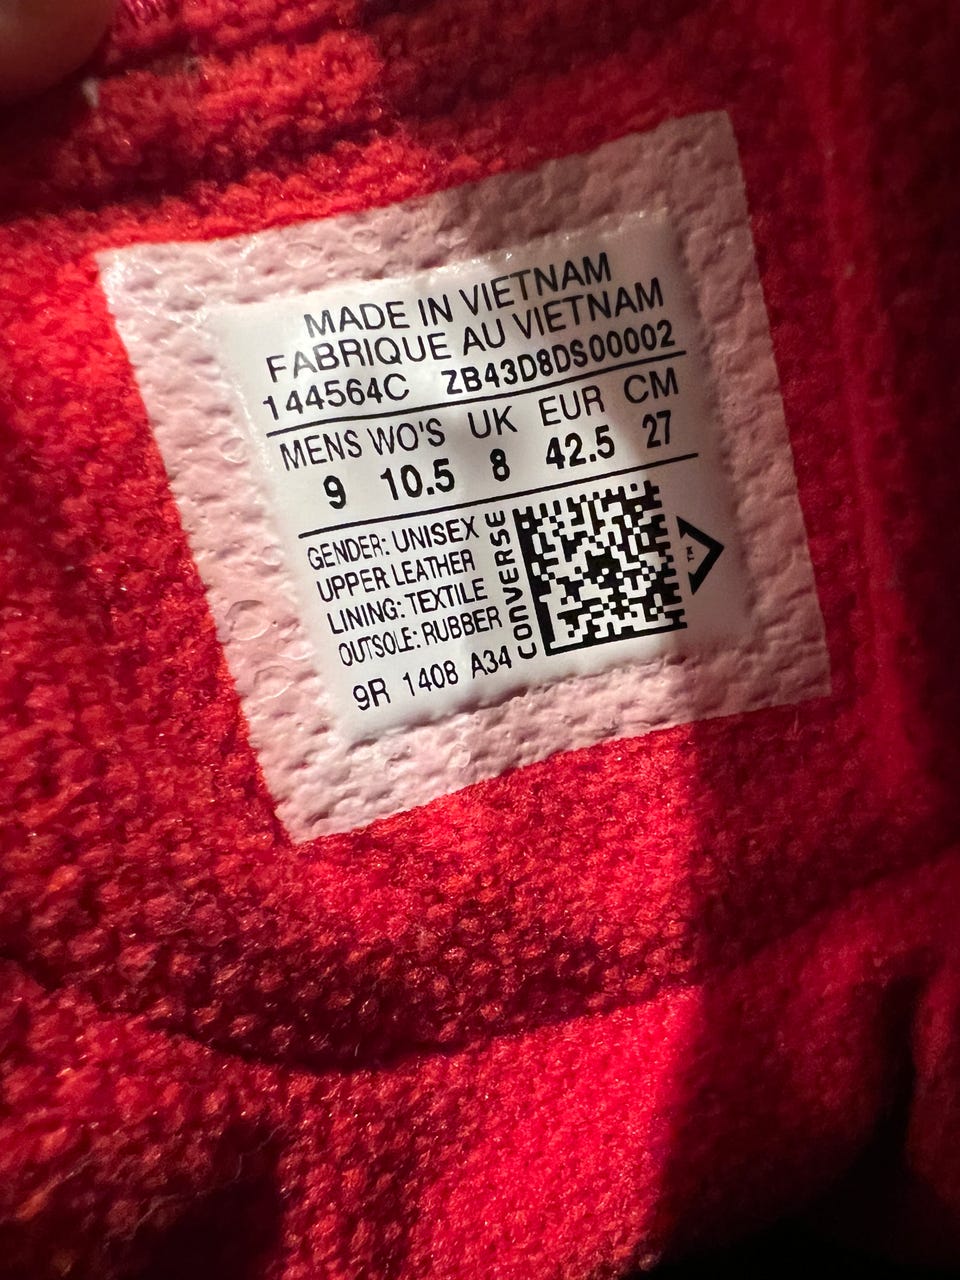 MADE IN VIETNAM
FABRIQUE AU VIETNAM
144564C ZB43D8DS00002
MENS WO'S UK EUR CM
9 10.5 8 42.5 27
GENDER: UNISEX
UPPER LEATHER
LINING: TEXTILE
OUTSOLE: RUBBER
9R 1408 A34
CONVERSE
TM